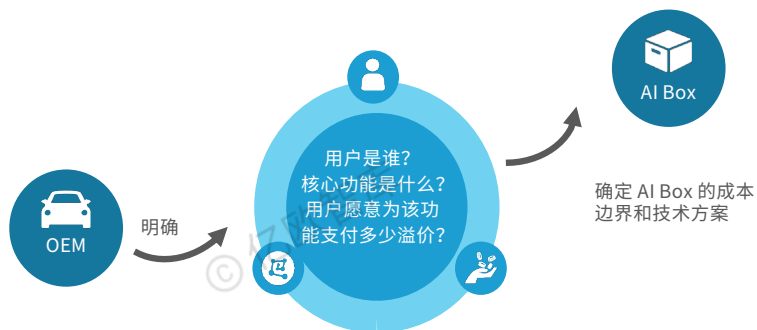 OEM
明确
用户是谁？
核心功能是什么？
用户愿意为该功
能支付多少溢价？
AI Box
确定 AI Box 的成本
边界和技术方案